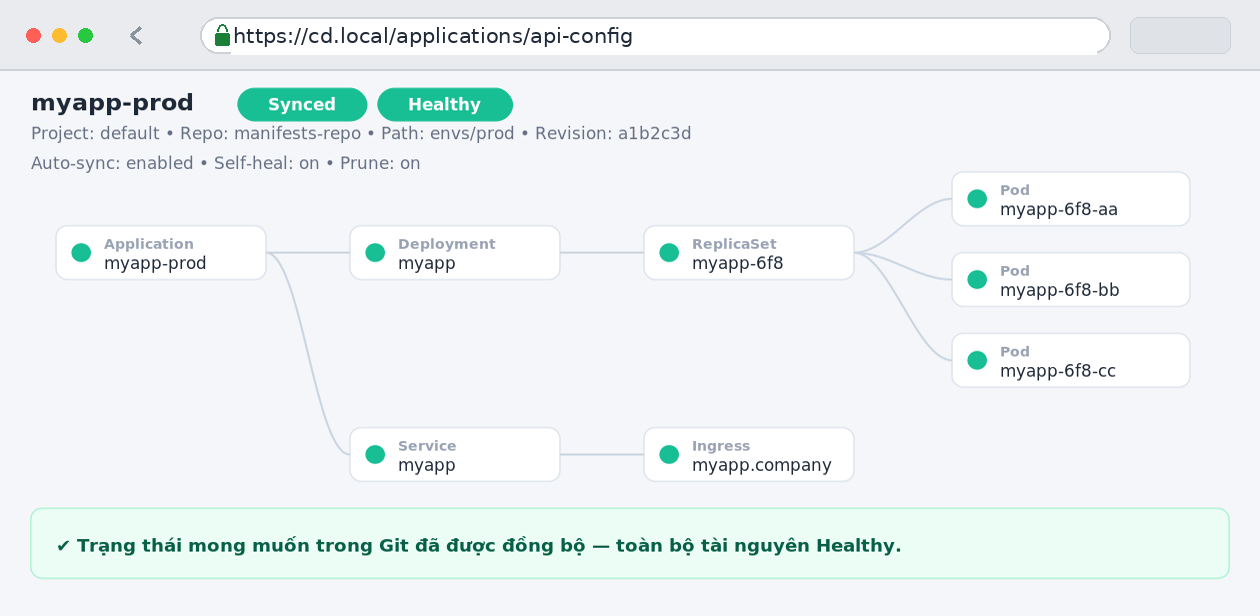 https://cd.local/applications/api-config
myapp-prod Synced Healthy
Project: default • Repo: manifests-repo • Path: envs/prod • Revision: a1b2c3d
Auto-sync: enabled • Self-heal: on • Prune: on
Application
myapp-prod
Deployment
myapp
ReplicaSet
myapp-6f8
Pod
myapp-6f8-aa
Pod
myapp-6f8-bb
Pod
myapp-6f8-cc
Service
myapp
Ingress
myapp.company
✔ Trạng thái mong muốn trong Git đã được đồng bộ — toàn bộ tài nguyên Healthy.